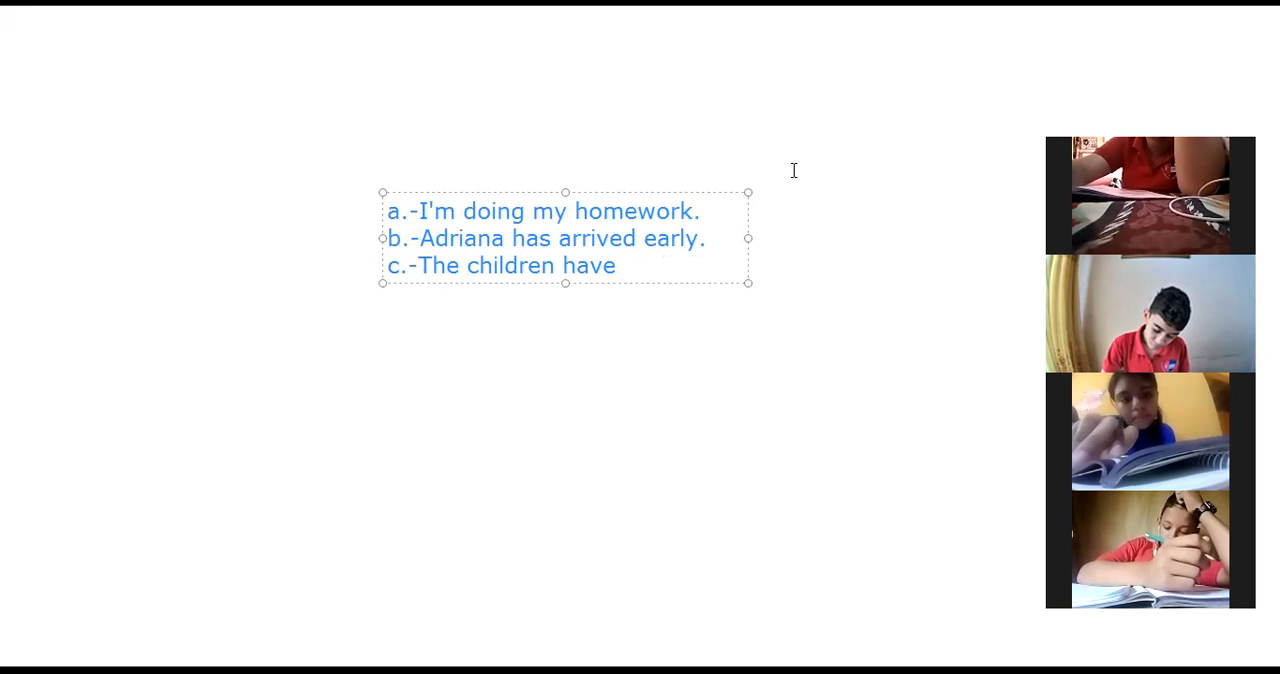 a.-I'm doing my homework.
b.-Adriana has arrived early.
c.-The children have